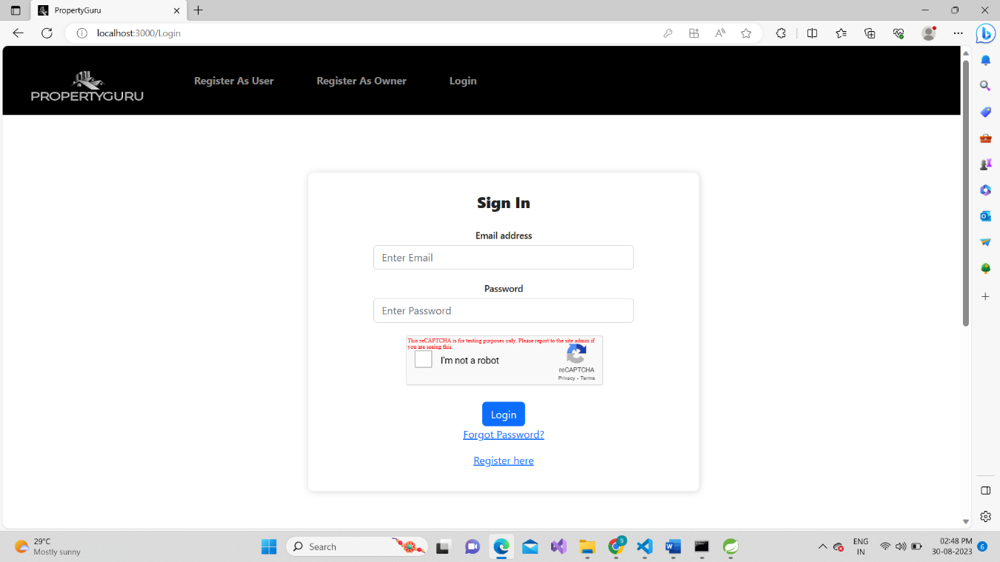 PropertyGuru
localhost:3000/Login
Register As User
Register As Owner
Login
PROPERTYGURU
Sign In
Email address
Enter Email
Password
Enter Password
This reCAPTCHA is for testing purposes only. Please report to the site admin if
you are seeing this.
I'm not a robot
reCAPTCHA
Privacy - Terms
Login
Forgot Password?
Register here
29°C
Mostly sunny
Search
ENG
IN
02:48 PM
30-08-2023
6